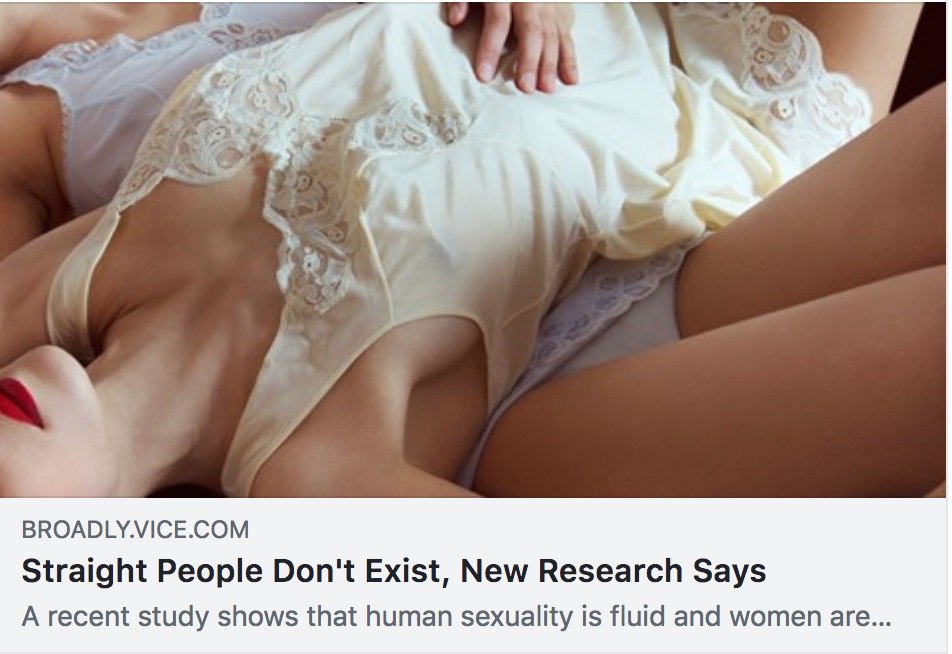 BROADLY.VICE.COM
Straight People Don't Exist, New Research Says
A recent study shows that human sexuality is fluid and women are...